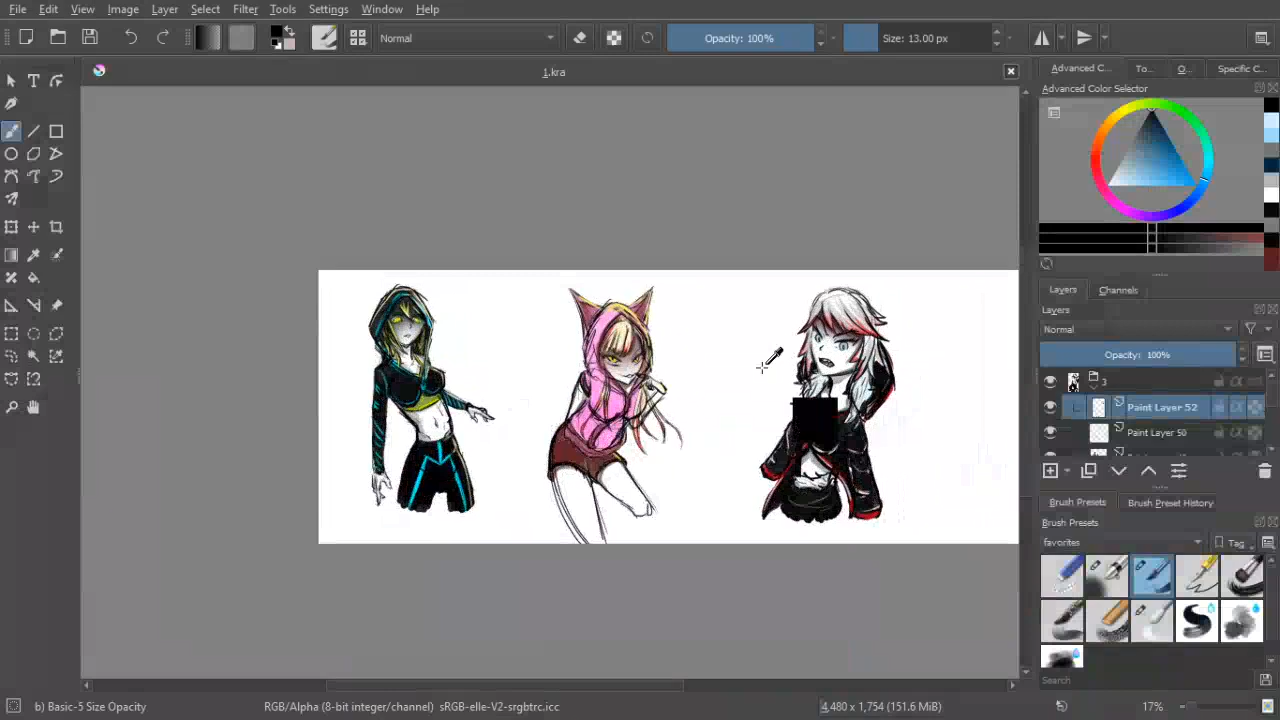 File Edit View Image Layer Select Filter Tools Settings Window Help
Normal
Opacity: 100%
Size: 13.00 px
1.kra
Advanced C...
To...
O...
Specific C...
Advanced Color Selector
Layers
Channels
Layers
Normal
Opacity: 100%
3
Paint Layer 52
Paint Layer 50
Brush Presets
Brush Preset History
Brush Presets
favorites
Tag
Search
b) Basic-5 Size Opacity
RGB/Alpha (8-bit integer/channel) sRGB-elle-V2-srgbtrc.icc
4,480 x 1,754 (151.6 MiB)
17%